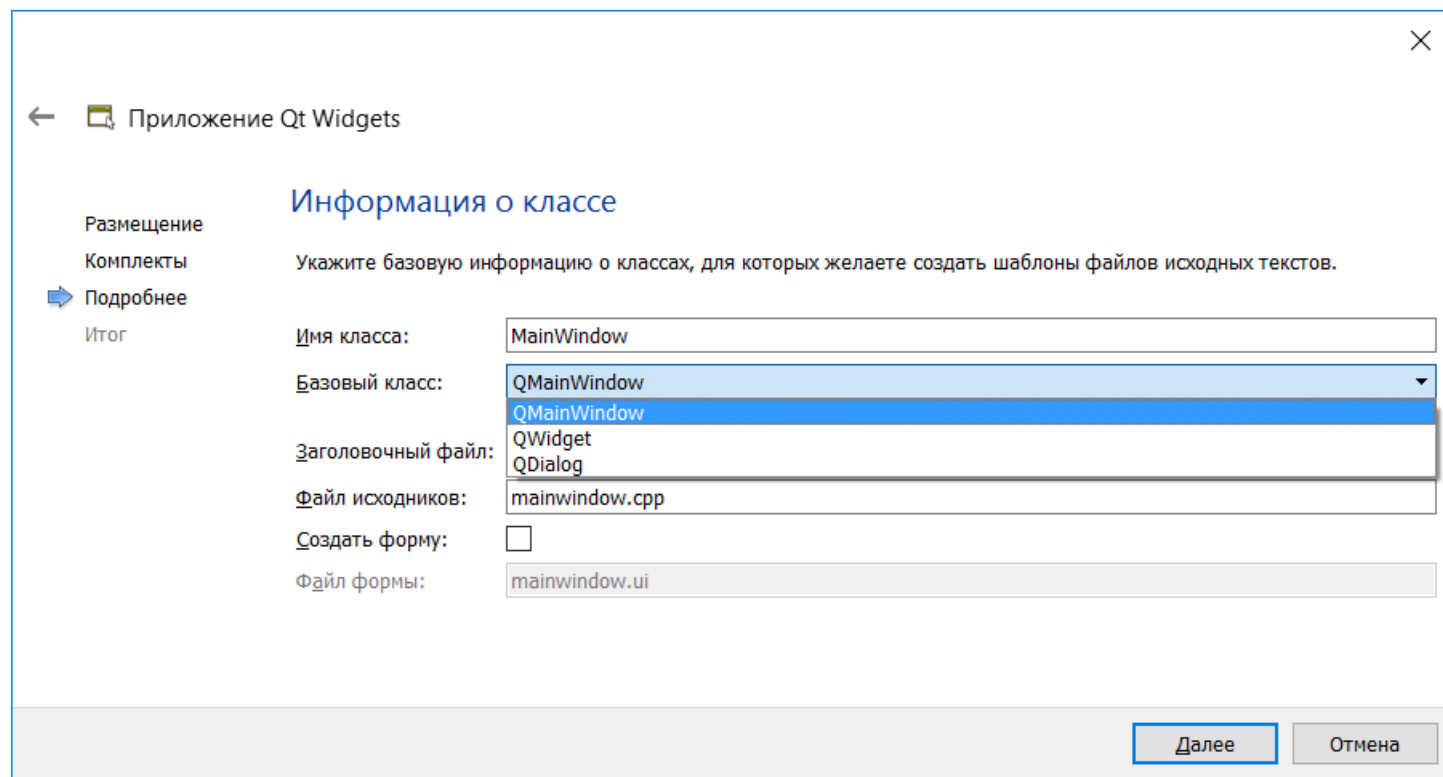 Приложение Qt Widgets
Размещение
Комплекты
Подробнее
Итог
Информация о классе
Укажите базовую информацию о классах, для которых желаете создать шаблоны файлов исходных текстов.
Имя класса: MainWindow
Базовый класс: QMainWindow
QMainWindow
QWidget
QDialog
Заголовочный файл:
Файл исходников: mainwindow.cpp
Создать форму:
Файл формы: mainwindow.ui
Далее Отмена